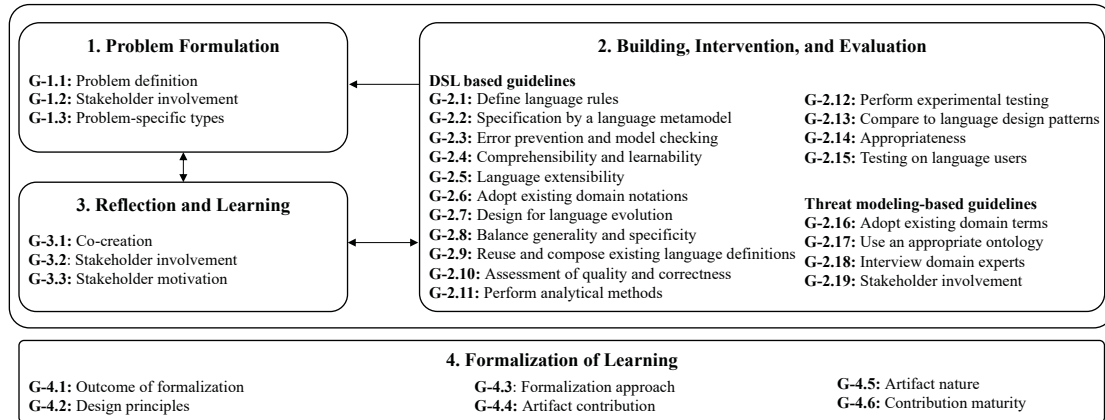 1. Problem Formulation
G-1.1: Problem definition
G-1.2: Stakeholder involvement
G-1.3: Problem-specific types
3. Reflection and Learning
G-3.1: Co-creation
G-3.2: Stakeholder involvement
G-3.3: Stakeholder motivation
2. Building, Intervention, and Evaluation
DSL based guidelines
G-2.1: Define language rules
G-2.2: Specification by a language metamodel
G-2.3: Error prevention and model checking
G-2.4: Comprehensibility and learnability
G-2.5: Language extensibility
G-2.6: Adopt existing domain notations
G-2.7: Design for language evolution
G-2.8: Balance generality and specificity
G-2.9: Reuse and compose existing language definitions
G-2.10: Assessment of quality and correctness
G-2.11: Perform analytical methods
G-2.12: Perform experimental testing
G-2.13: Compare to language design patterns
G-2.14: Appropriateness
G-2.15: Testing on language users
Threat modeling-based guidelines
G-2.16: Adopt existing domain terms
G-2.17: Use an appropriate ontology
G-2.18: Interview domain experts
G-2.19: Stakeholder involvement
4. Formalization of Learning
G-4.1: Outcome of formalization
G-4.2: Design principles
G-4.3: Formalization approach
G-4.4: Artifact contribution
G-4.5: Artifact nature
G-4.6: Contribution maturity